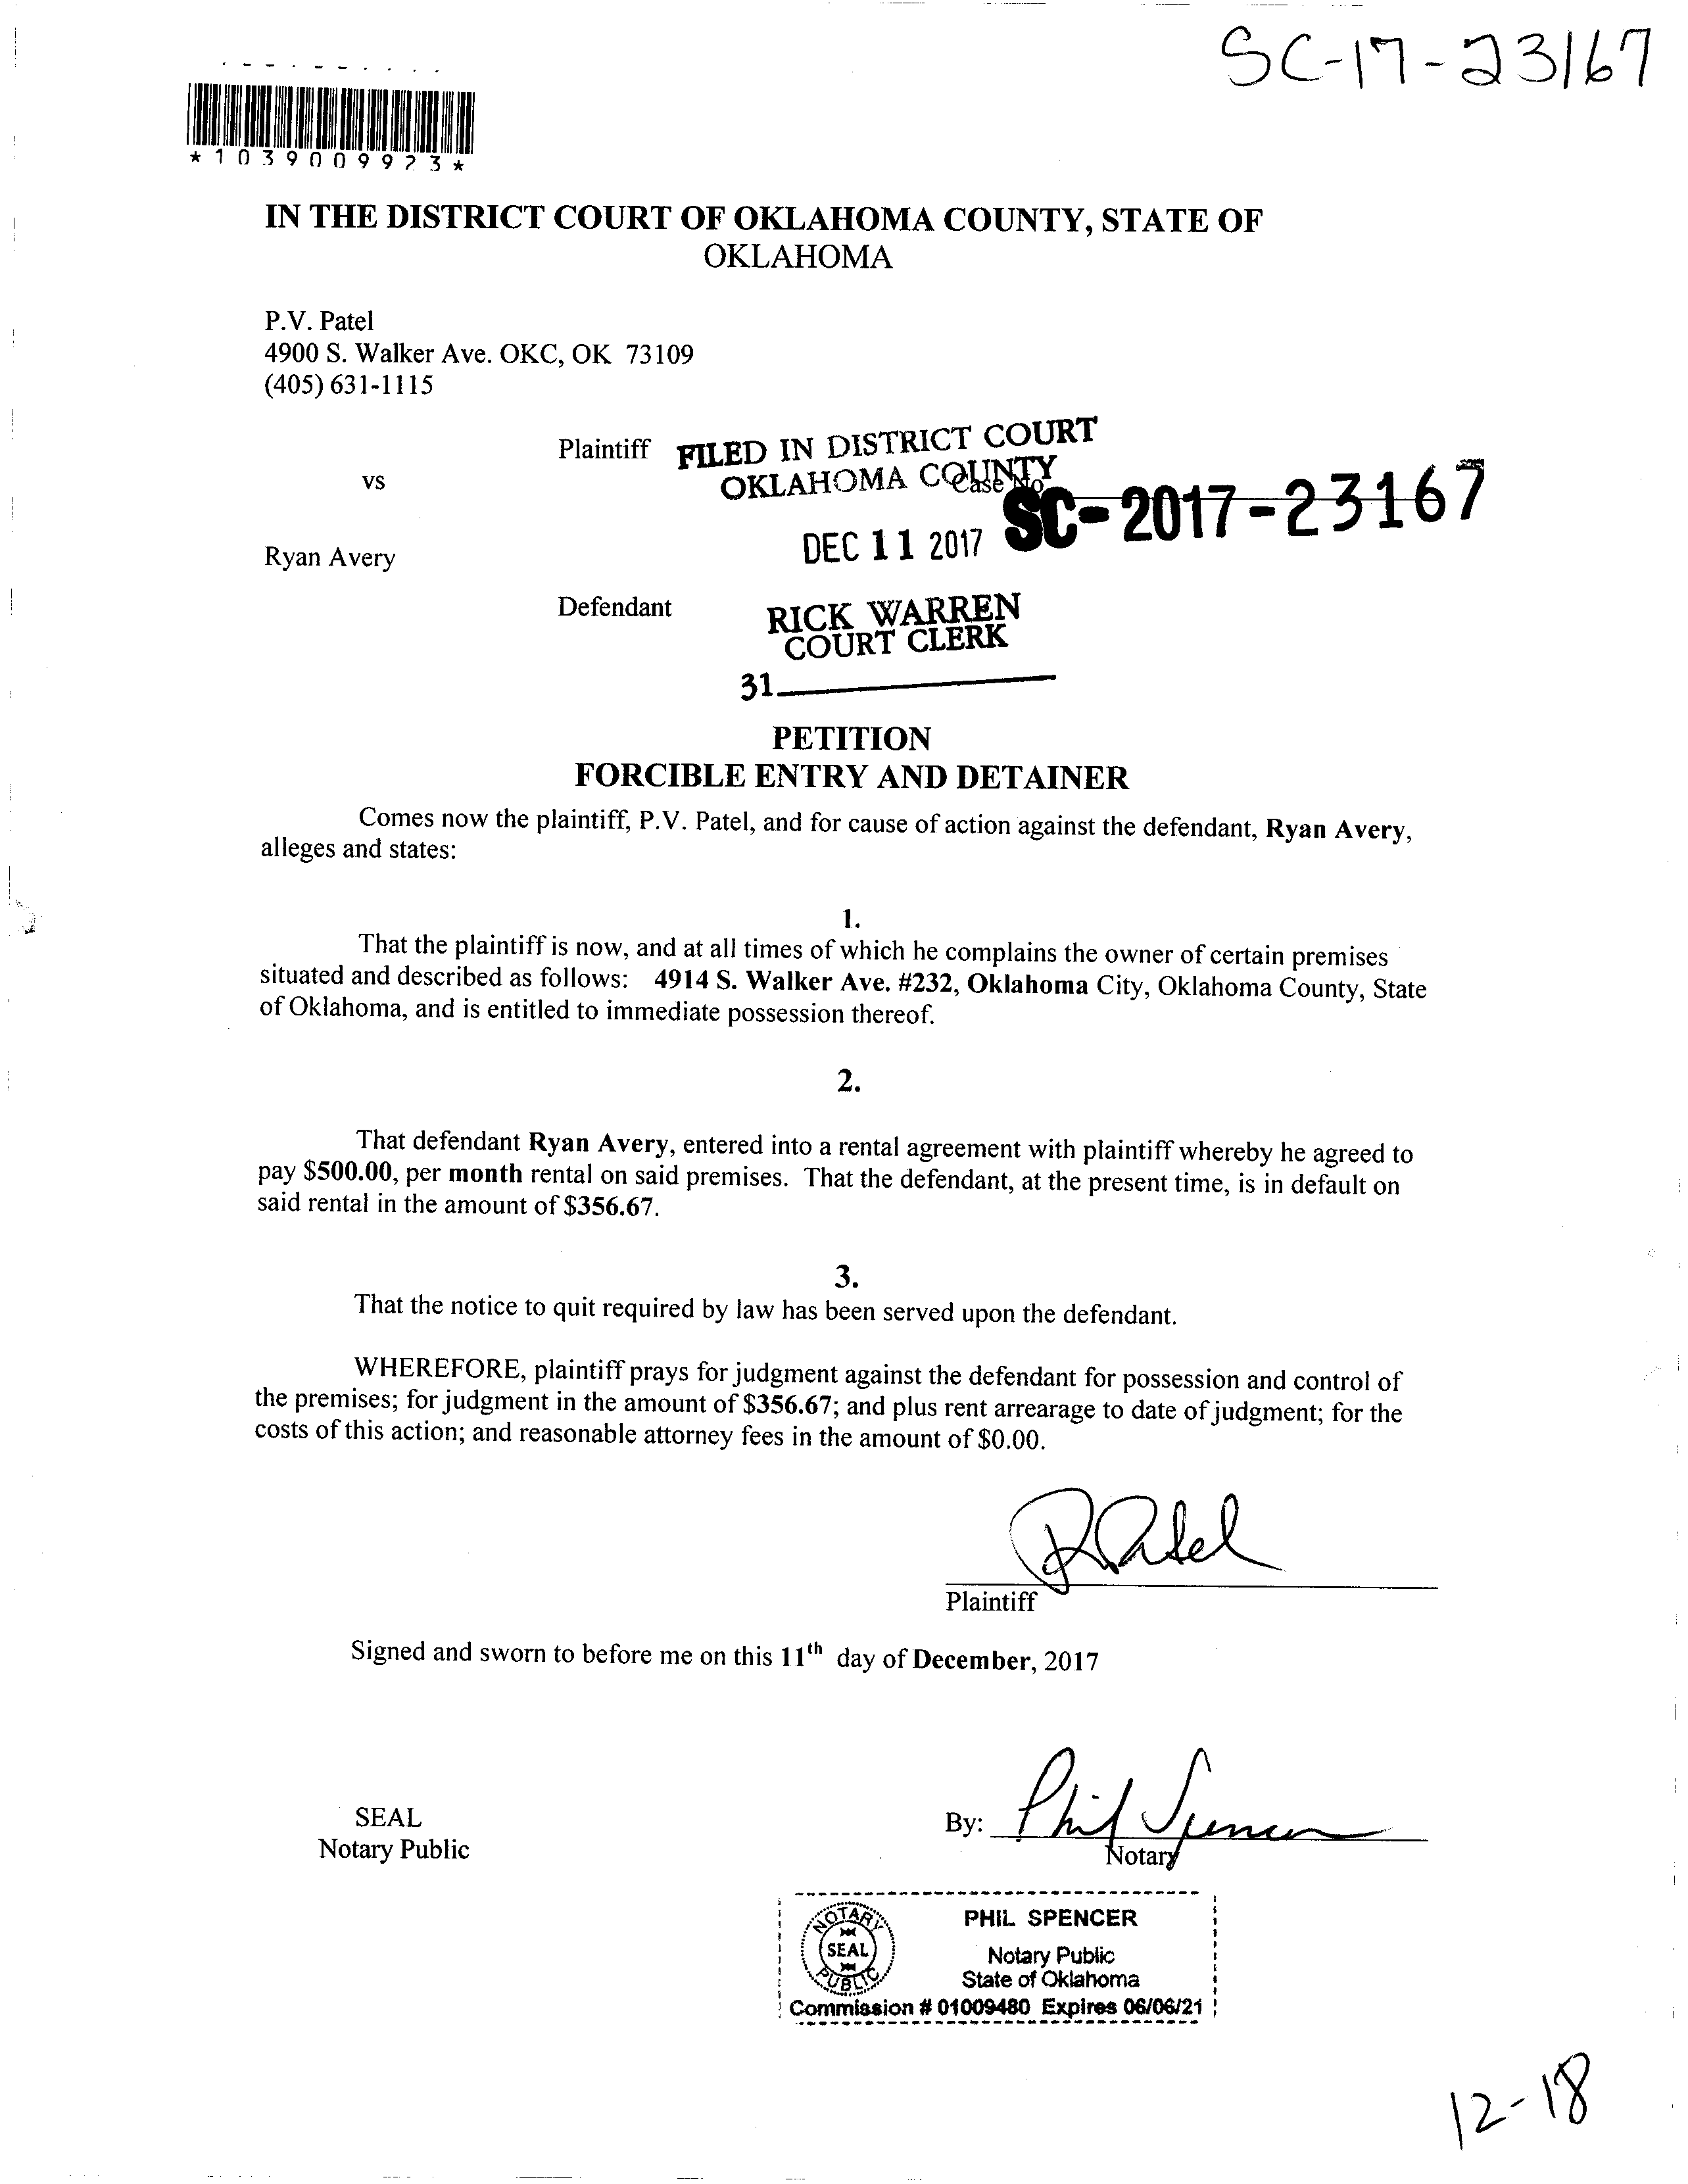 SC-17-23167
*1039009923*
IN THE DISTRICT COURT OF OKLAHOMA COUNTY, STATE OF
OKLAHOMA
P.V. Patel
4900 S. Walker Ave. OKC, OK 73109
(405) 631-1115
Plaintiff
FILED IN DISTRICT COURT
OKLAHOMA COUNTY
vs
Case No
SC-2017-23167
DEC 11 2017
Ryan Avery
Defendant
RICK WARREN
COURT CLERK
31
PETITION
FORCIBLE ENTRY AND DETAINER
Comes now the plaintiff, P.V. Patel, and for cause of action against the defendant, Ryan Avery,
alleges and states:
1.
That the plaintiff is now, and at all times of which he complains the owner of certain premises
situated and described as follows: 4914 S. Walker Ave. #232, Oklahoma City, Oklahoma County, State
of Oklahoma, and is entitled to immediate possession thereof.
2.
That defendant Ryan Avery, entered into a rental agreement with plaintiff whereby he agreed to
pay $500.00, per month rental on said premises. That the defendant, at the present time, is in default on
said rental in the amount of $356.67.
3.
That the notice to quit required by law has been served upon the defendant.
WHEREFORE, plaintiff prays for judgment against the defendant for possession and control of
the premises; for judgment in the amount of $356.67; and plus rent arrearage to date of judgment; for the
costs of this action; and reasonable attorney fees in the amount of $0.00.
RPatel
Plaintiff
Signed and sworn to before me on this 11th day of December, 2017
SEAL
Notary Public
By: Phil Spencer
Notary
NOTARY
SEAL
PUBLIC
PHIL SPENCER
Notary Public
State of Oklahoma
Commission # 01009480 Expires 06/06/21
12-18